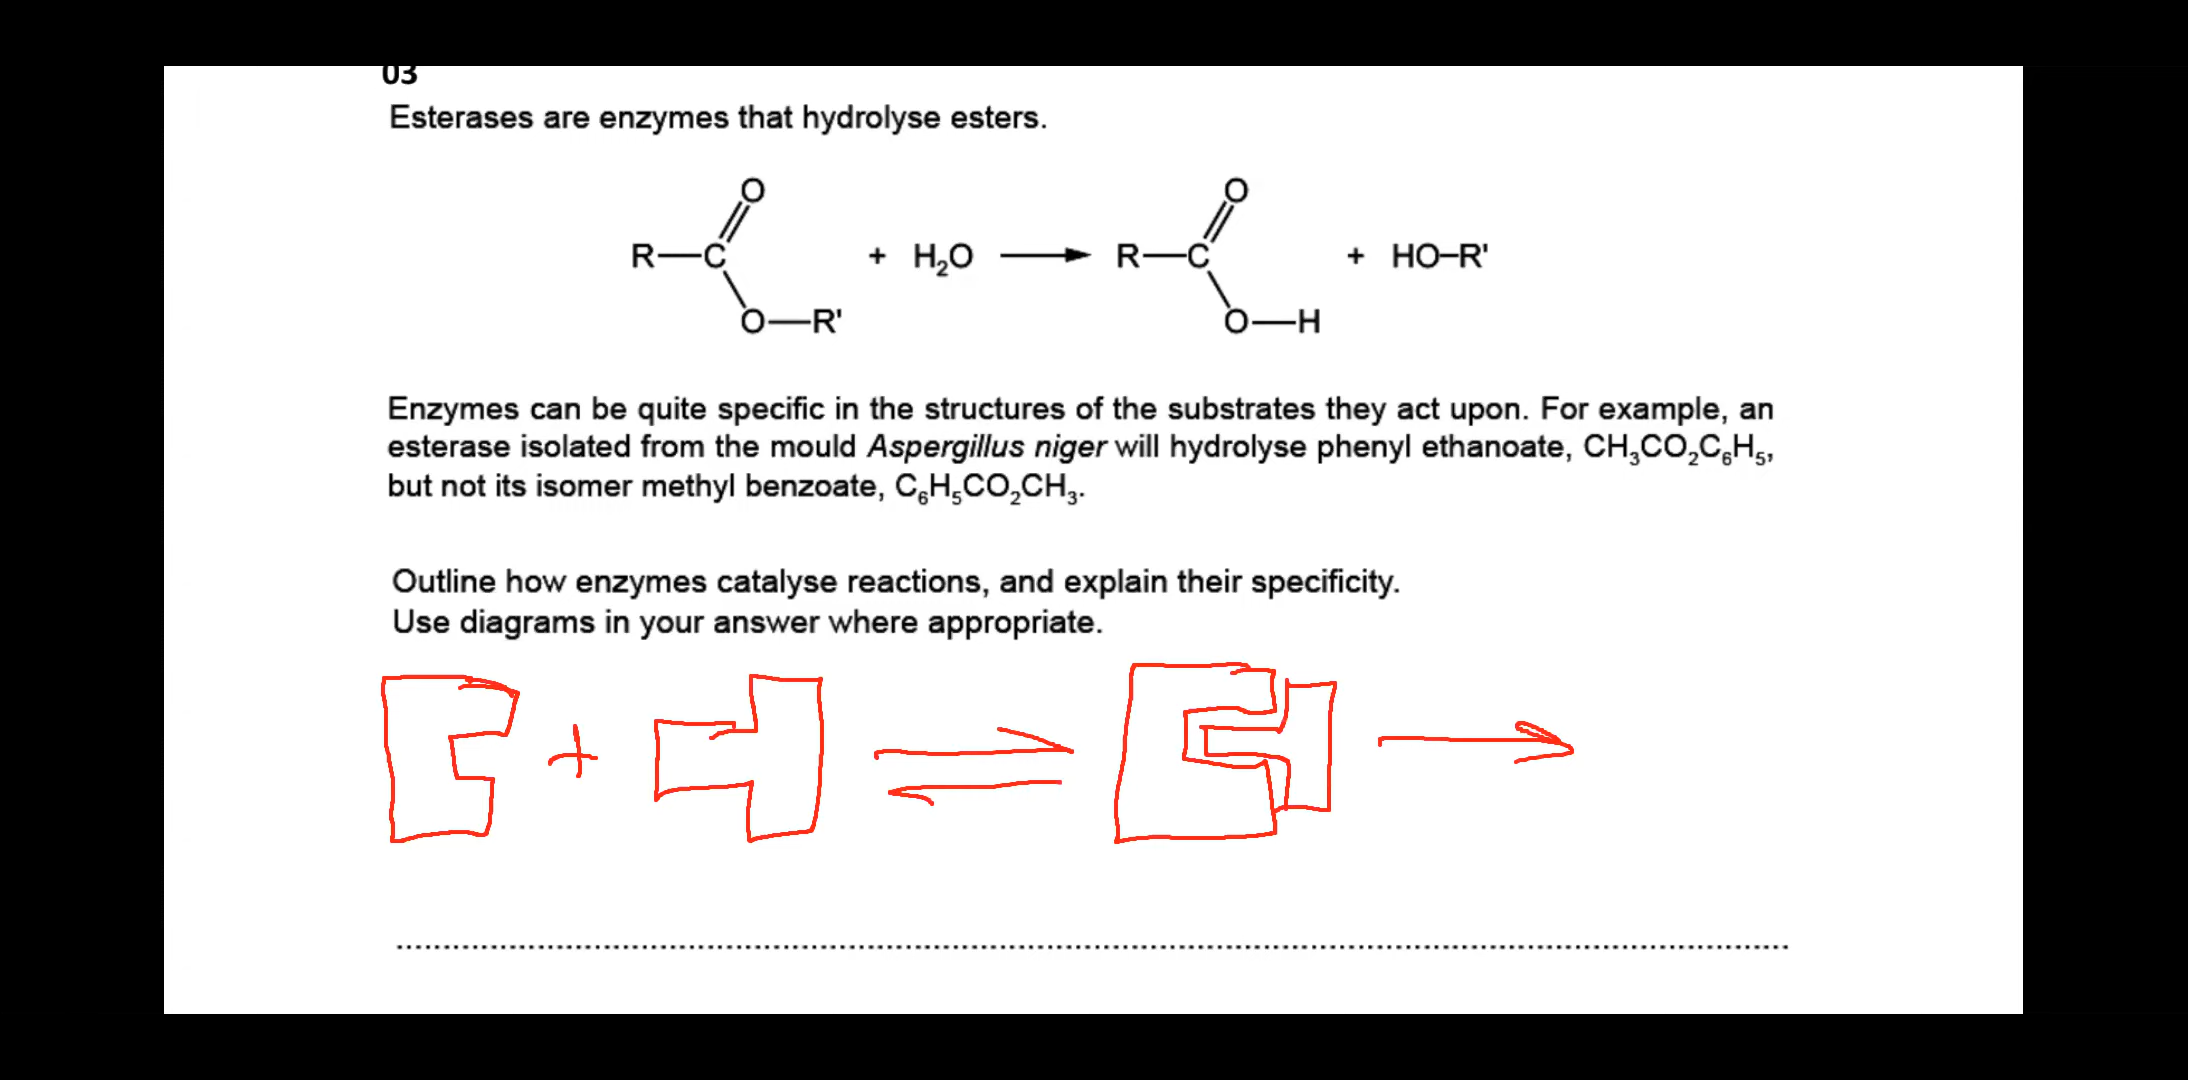 03
Esterases are enzymes that hydrolyse esters.
R—C
O
O—R'
+ H₂O
R—C
O
O—H
+ HO–R'
Enzymes can be quite specific in the structures of the substrates they act upon. For example, an
esterase isolated from the mould Aspergillus niger will hydrolyse phenyl ethanoate, CH₃CO₂C₆H₅,
but not its isomer methyl benzoate, C₆H₅CO₂CH₃.
Outline how enzymes catalyse reactions, and explain their specificity.
Use diagrams in your answer where appropriate.
+